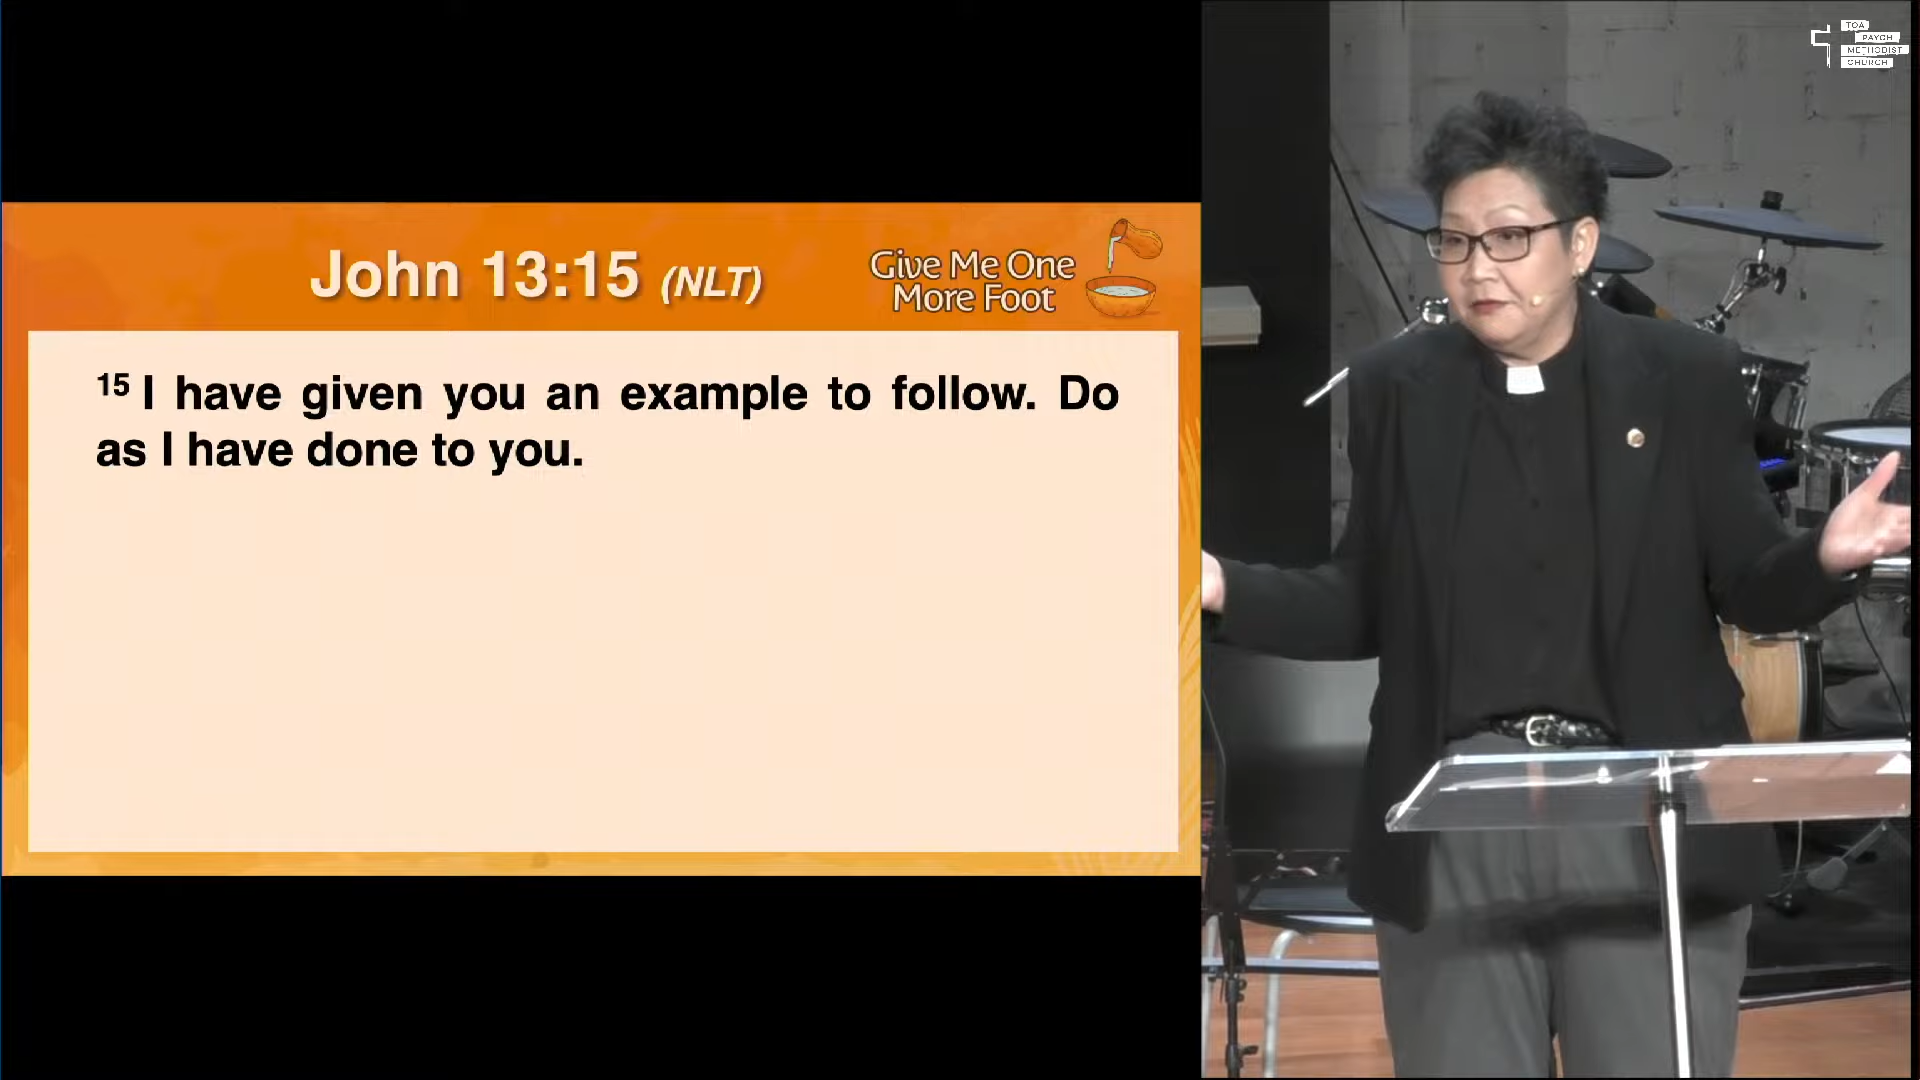 John 13:15 (NLT)
Give Me One
More Foot
15 I have given you an example to follow. Do
as I have done to you.
TOA
PAYOH
METHODIST
CHURCH